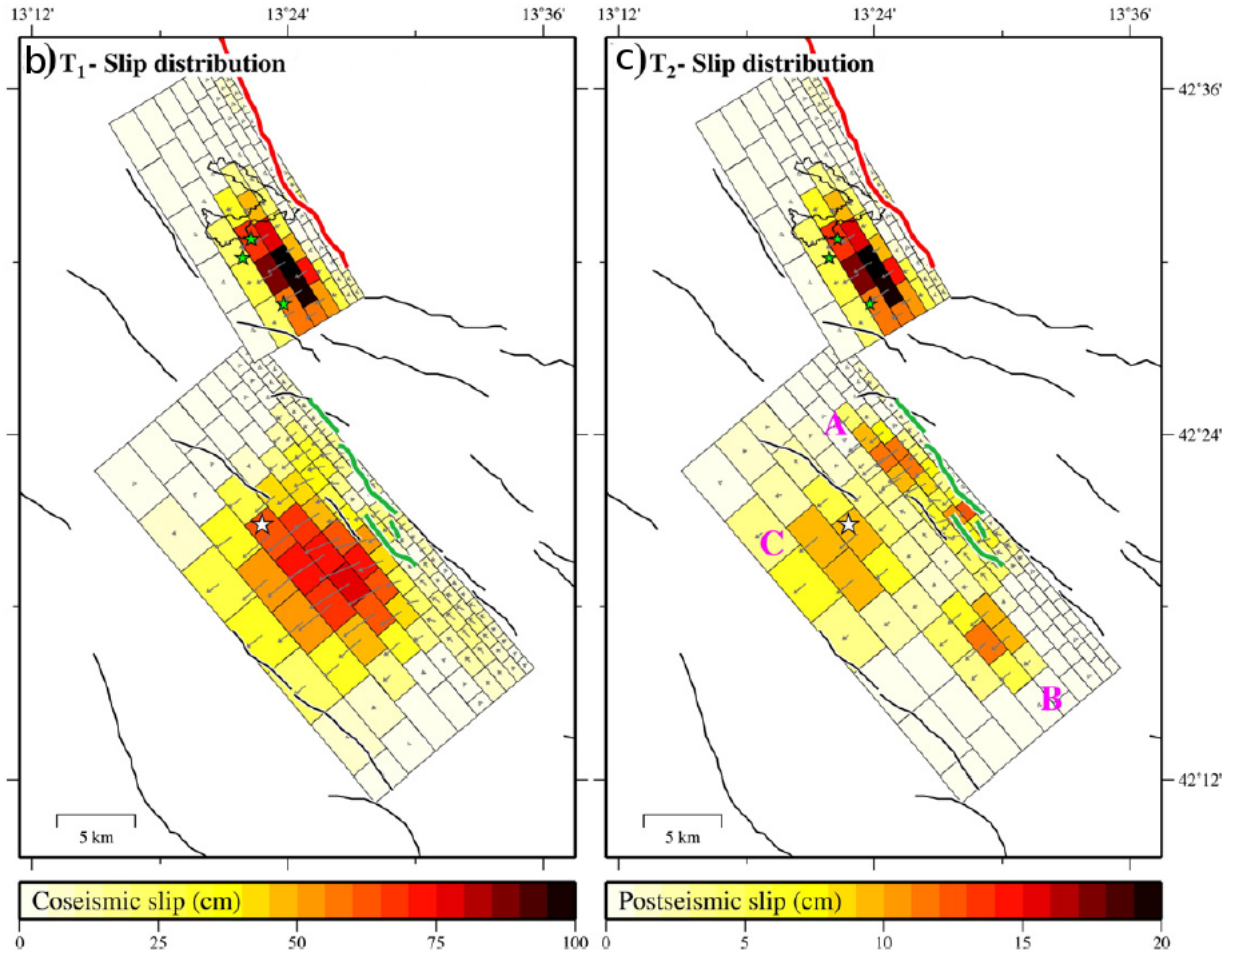 13˚12' 13˚24' 13˚36' 13˚12' 13˚24' 13˚36'
b) T1 - Slip distribution
c) T2 - Slip distribution
42˚36'
A
42˚24'
C
B
42˚12'
5 km
5 km
Coseismic slip (cm)
Postseismic slip (cm)
0 25 50 75 100
0 5 10 15 20